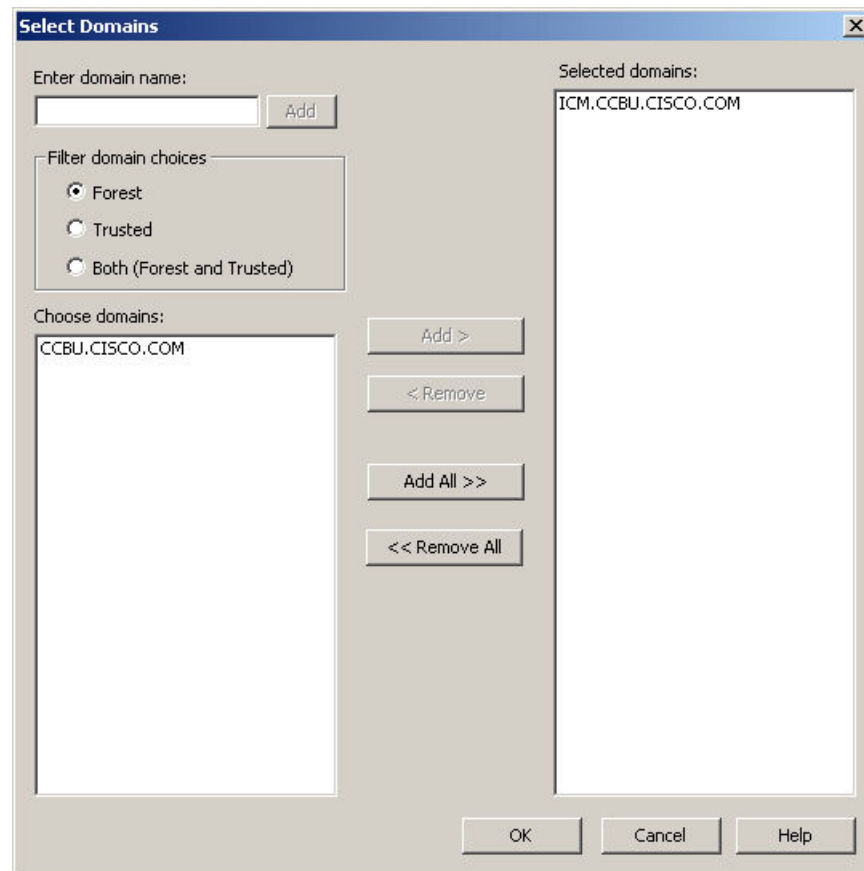 Select Domains
Enter domain name:
Add
Filter domain choices
Forest
Trusted
Both (Forest and Trusted)
Choose domains:
CCBU.CISCO.COM
Add >
< Remove
Add All >>
<< Remove All
Selected domains:
ICM.CCBU.CISCO.COM
OK
Cancel
Help